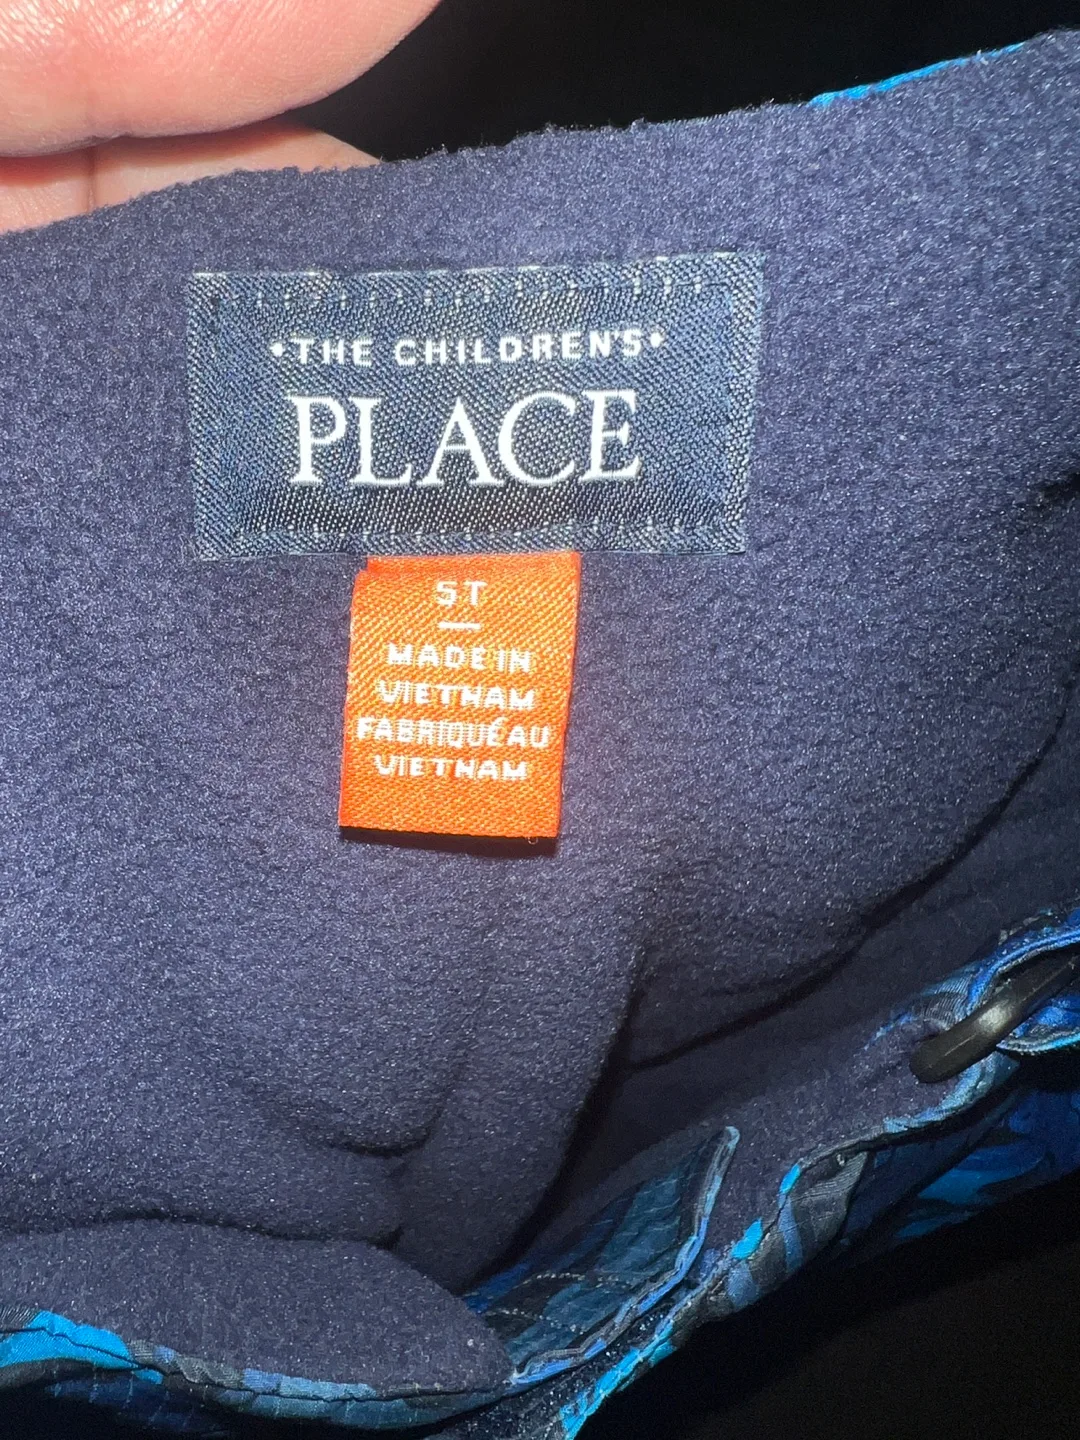 •THE CHILDREN'S•
PLACE
5T
MADE IN
VIETNAM
FABRIQUÉ AU
VIETNAM